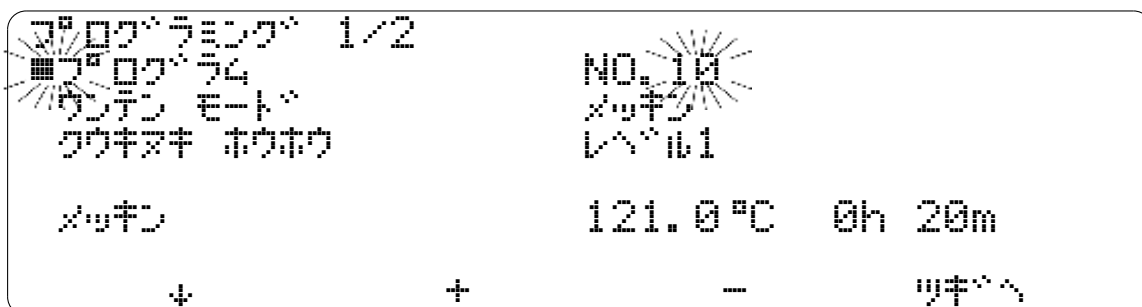 プログラミング 1/2
■プログラム NO.10
ウンテン モード メッキン
クウキヌキ ホウホウ レベル1
メッキン 121.0℃ 0h 20m
↓ + − ツギヘ